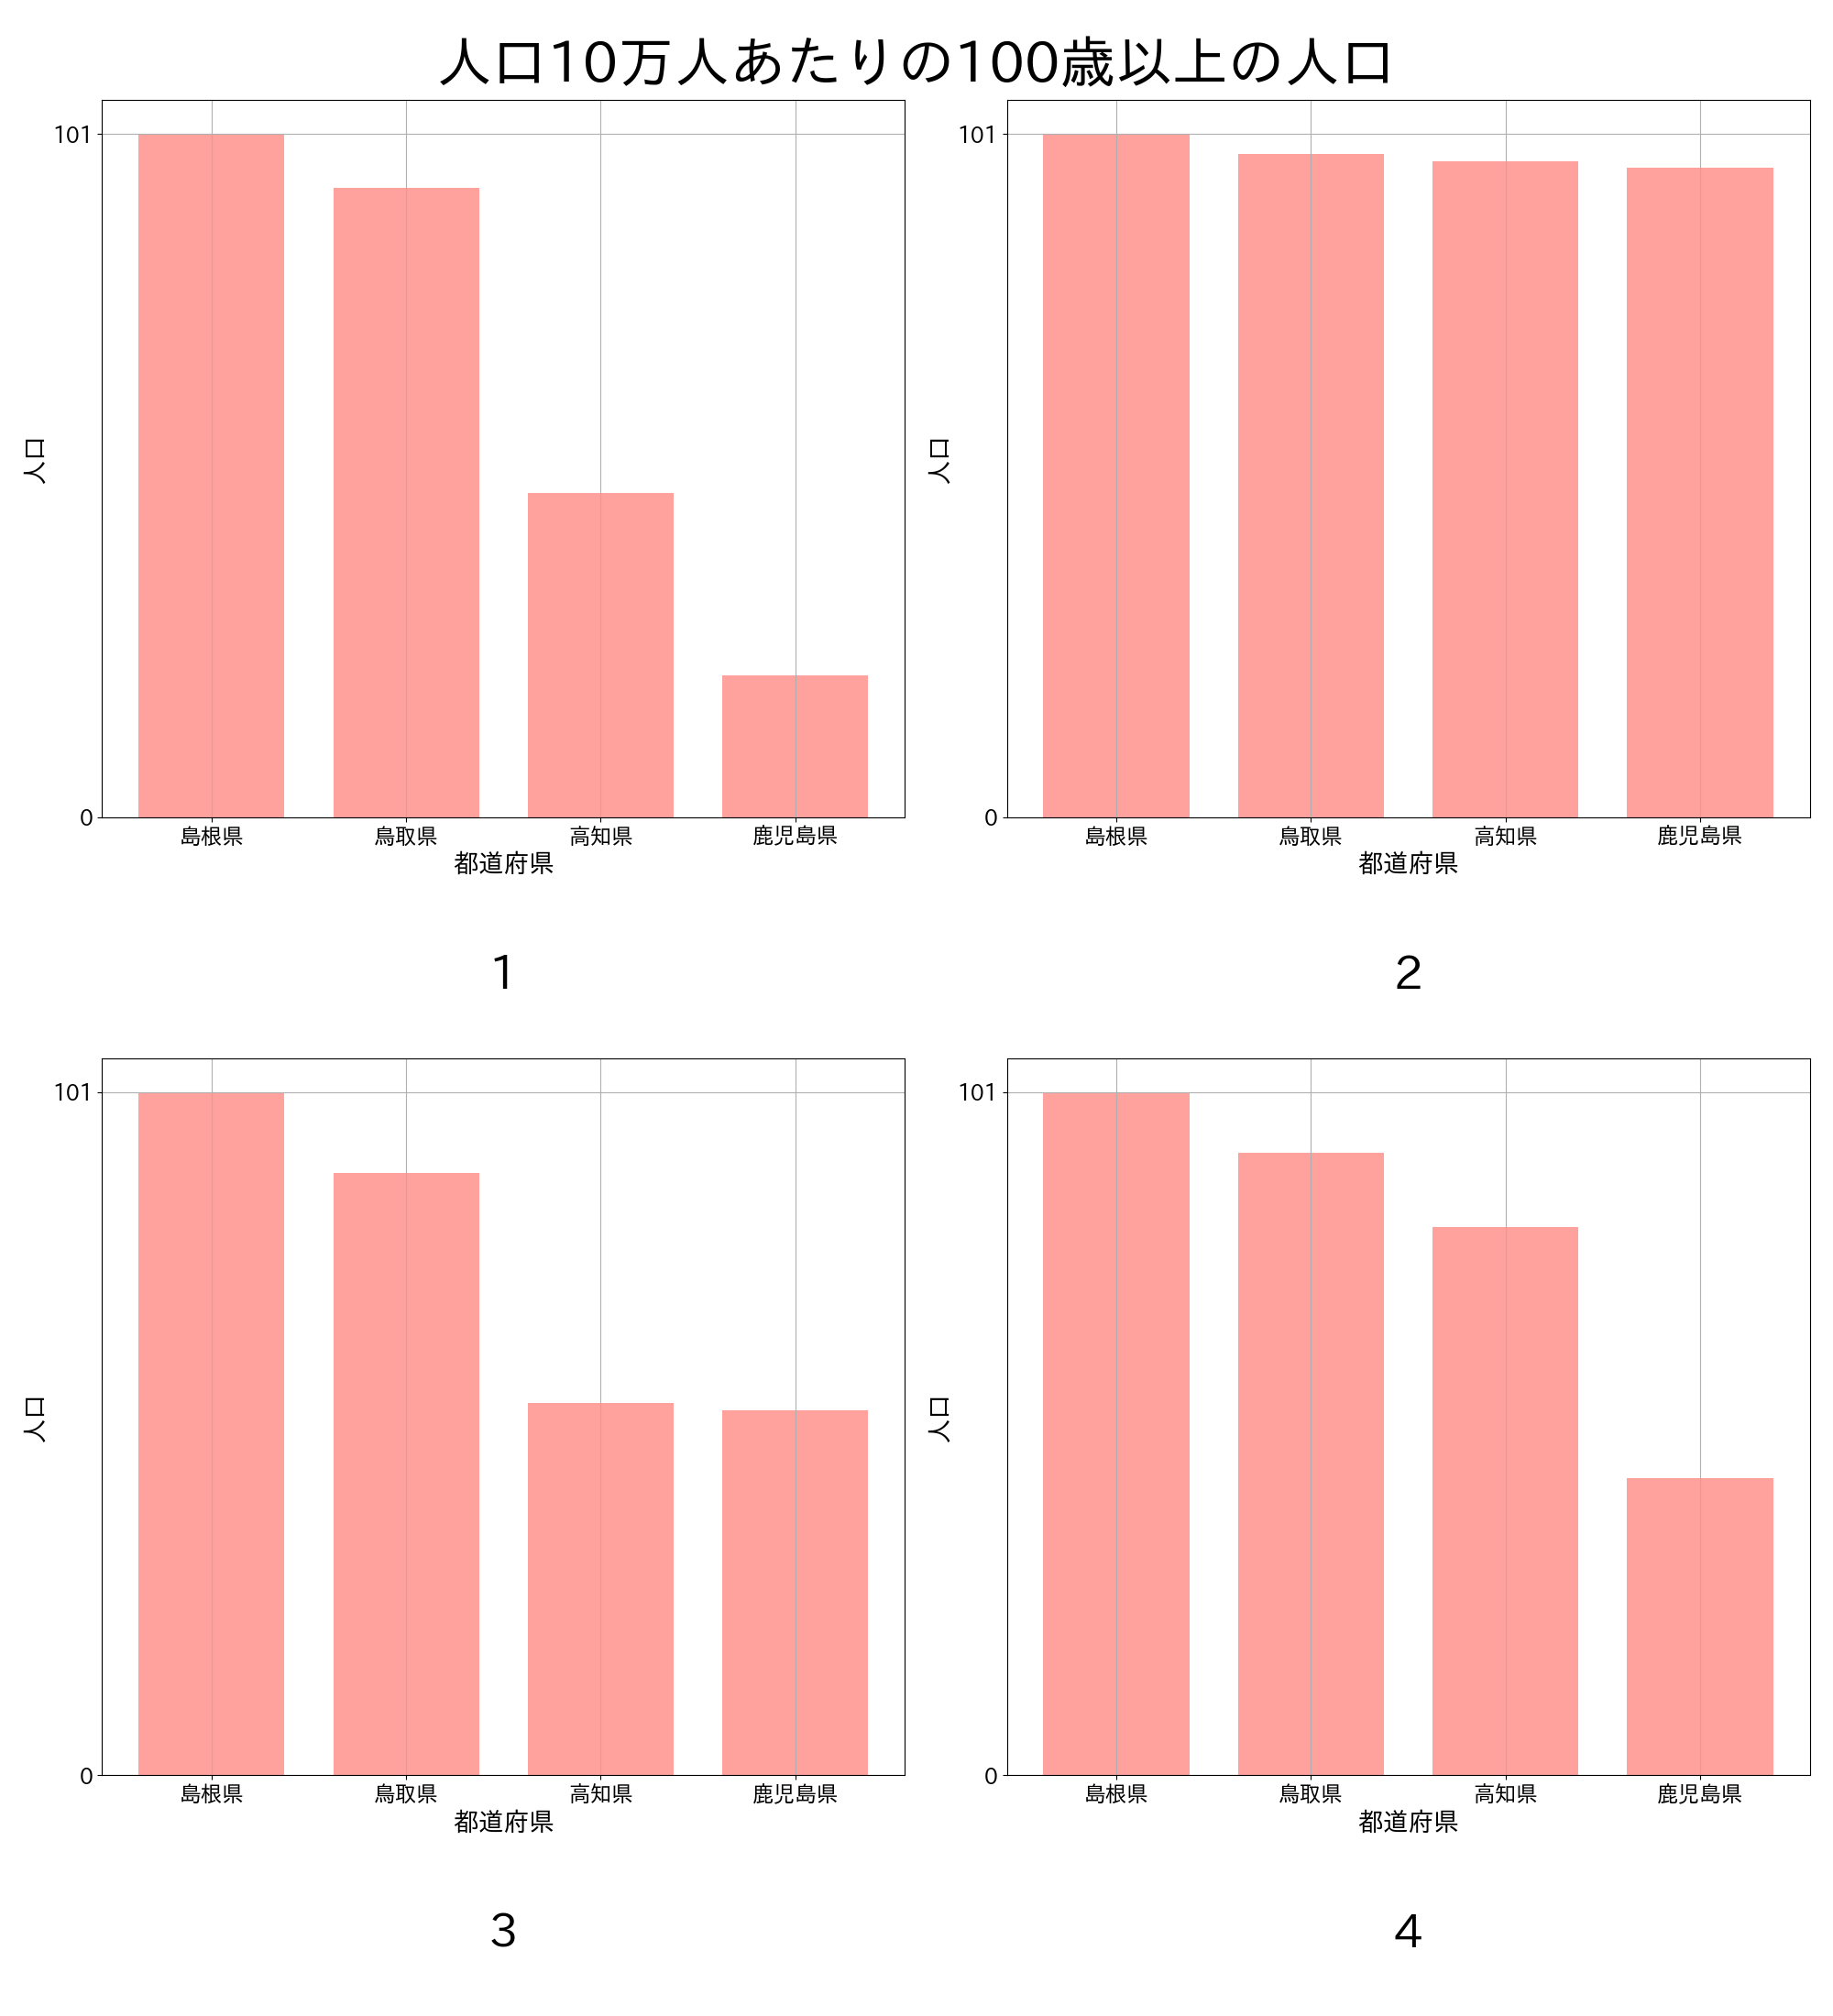 人口10万人あたりの100歳以上の人口
101
0
人口
島根県 鳥取県 高知県 鹿児島県
都道府県
1
101
0
人口
島根県 鳥取県 高知県 鹿児島県
都道府県
2
101
0
人口
島根県 鳥取県 高知県 鹿児島県
都道府県
3
101
0
人口
島根県 鳥取県 高知県 鹿児島県
都道府県
4